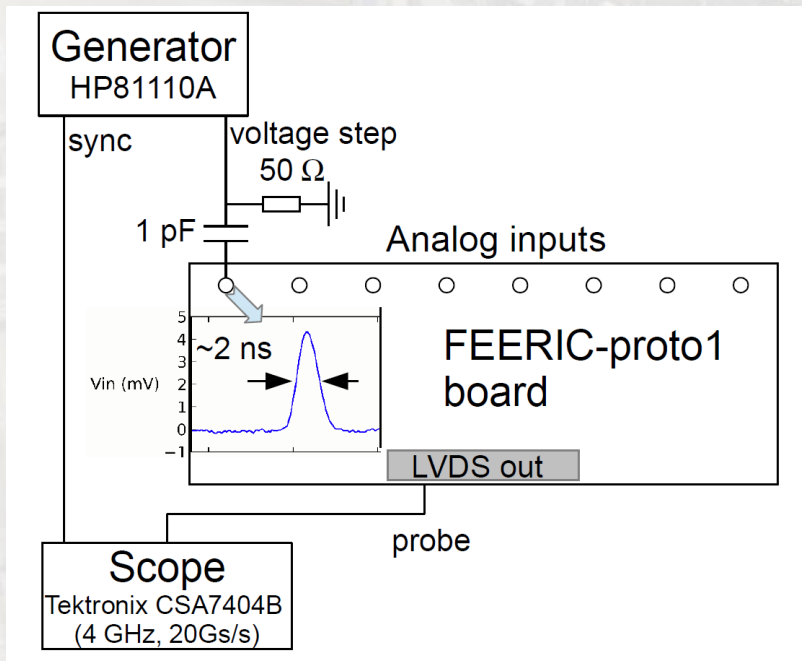 Generator
HP81110A
sync
voltage step
50 Ω
1 pF
Analog inputs
5
4
3
2
1
0
−1
Vin (mV)
~2 ns
FEERIC-proto1
board
LVDS out
probe
Scope
Tektronix CSA7404B
(4 GHz, 20Gs/s)